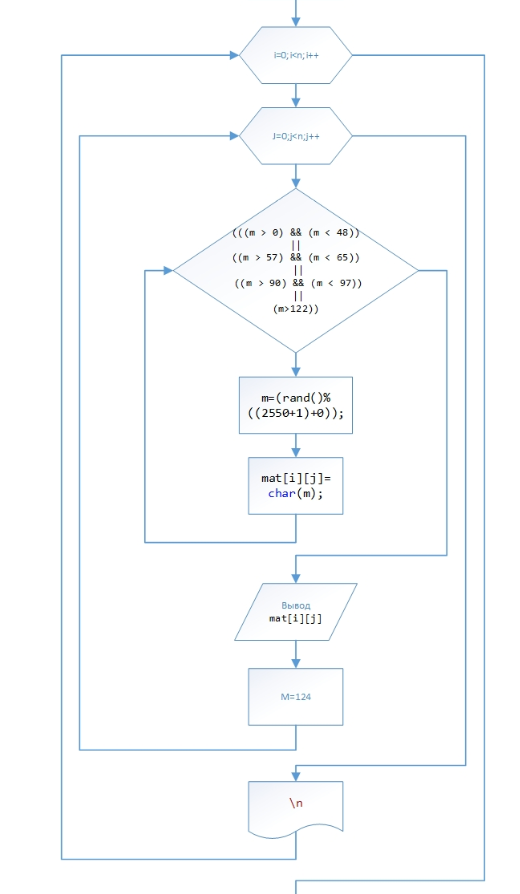 i=0;i<n;i++
J=0;j<n;j++
(((m > 0) && (m < 48))
||
((m > 57) && (m < 65))
||
((m > 90) && (m < 97))
||
(m>122))
m=(rand()%
((2550+1)+0));
mat[i][j]=
char(m);
Вывод
mat[i][j]
M=124
\n